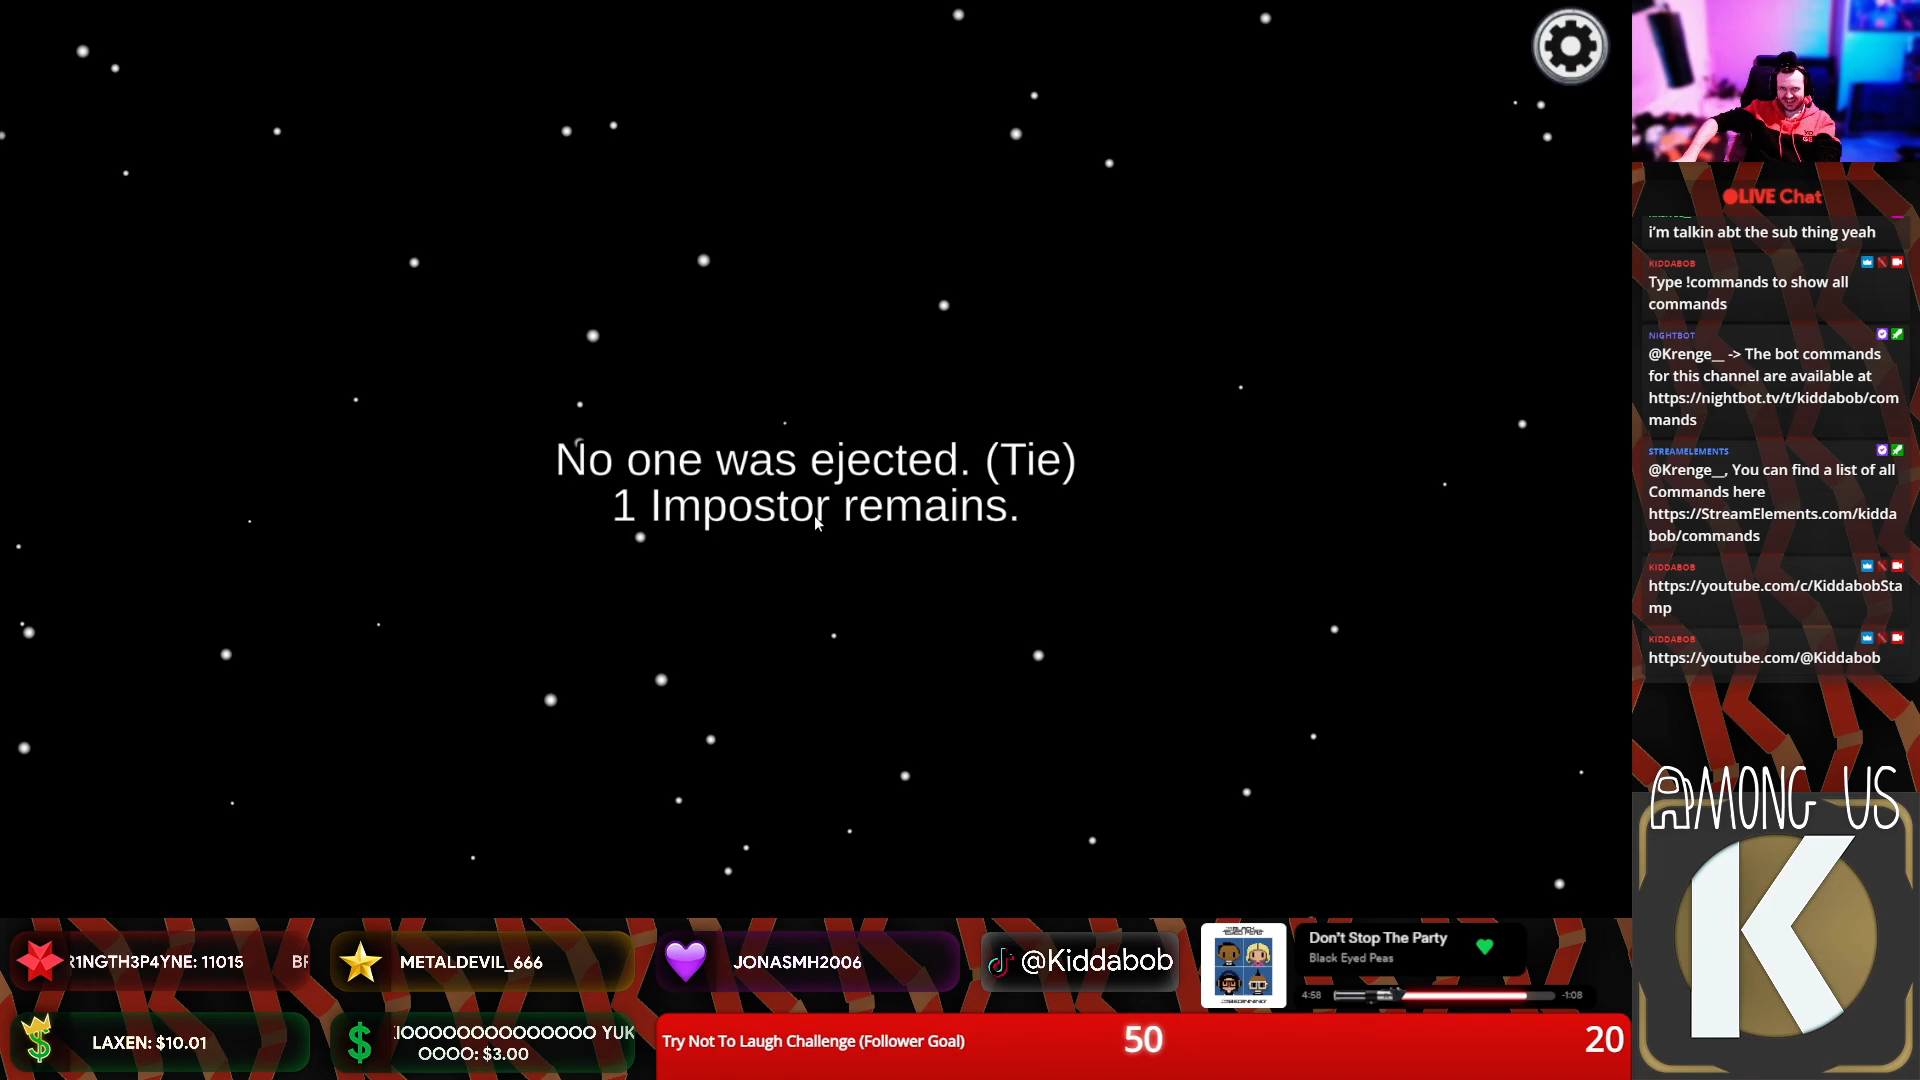 No one was ejected. (Tie)
1 Impostor remains.
LIVE Chat
i'm talkin abt the sub thing yeah
KIDDABOB
Type !commands to show all
commands
NIGHTBOT
@Krenge__ -> The bot commands
for this channel are available at
https://nightbot.tv/t/kiddabob/com
mands
STREAMELEMENTS
@Krenge__, You can find a list of all
Commands here
https://StreamElements.com/kidda
bob/commands
KIDDABOB
https://youtube.com/c/KiddabobSta
mp
KIDDABOB
https://youtube.com/@Kiddabob
AMONG US
K
R1NGTH3P4YNE: 11015
METALDEVIL_666
JONASMH2006
@Kiddabob
Don't Stop The Party
Black Eyed Peas
4:58
-1:08
LAXEN: $10.01
IOOOOOOOOOOOOOOO YUK
OOOO: $3.00
Try Not To Laugh Challenge (Follower Goal)
50
20